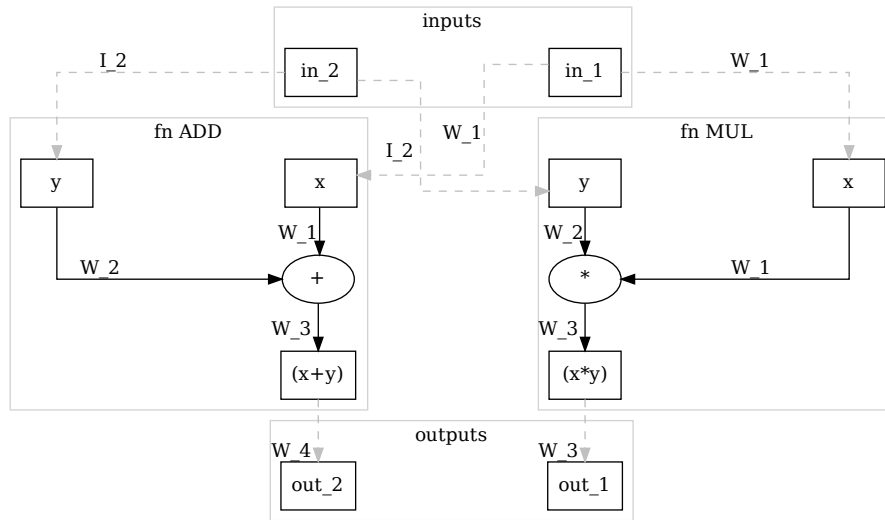 inputs
I_2
in_2
in_1
W_1
fn ADD
I_2
W_1
fn MUL
y
x
y
x
W_1
W_2
W_2
+
*
W_1
W_3
W_3
(x+y)
(x*y)
outputs
W_4
W_3
out_2
out_1